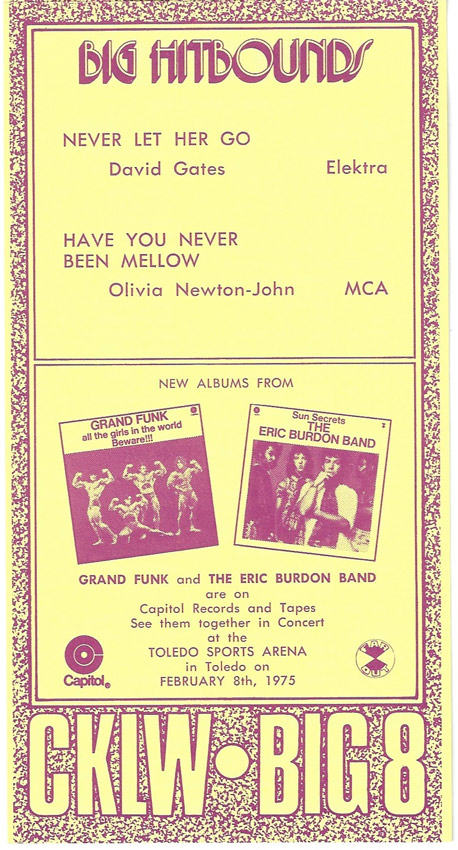 BIG HITBOUNDS
NEVER LET HER GO
David Gates Elektra
HAVE YOU NEVER
BEEN MELLOW
Olivia Newton-John MCA
NEW ALBUMS FROM
GRAND FUNK
all the girls in the world
Beware!!!
Sun Secrets
THE
ERIC BURDON BAND
GRAND FUNK and THE ERIC BURDON BAND
are on
Capitol Records and Tapes
See them together in Concert
at the
TOLEDO SPORTS ARENA
in Toledo on
FEBRUARY 8th, 1975
Capitol®
CKLW•BIG 8